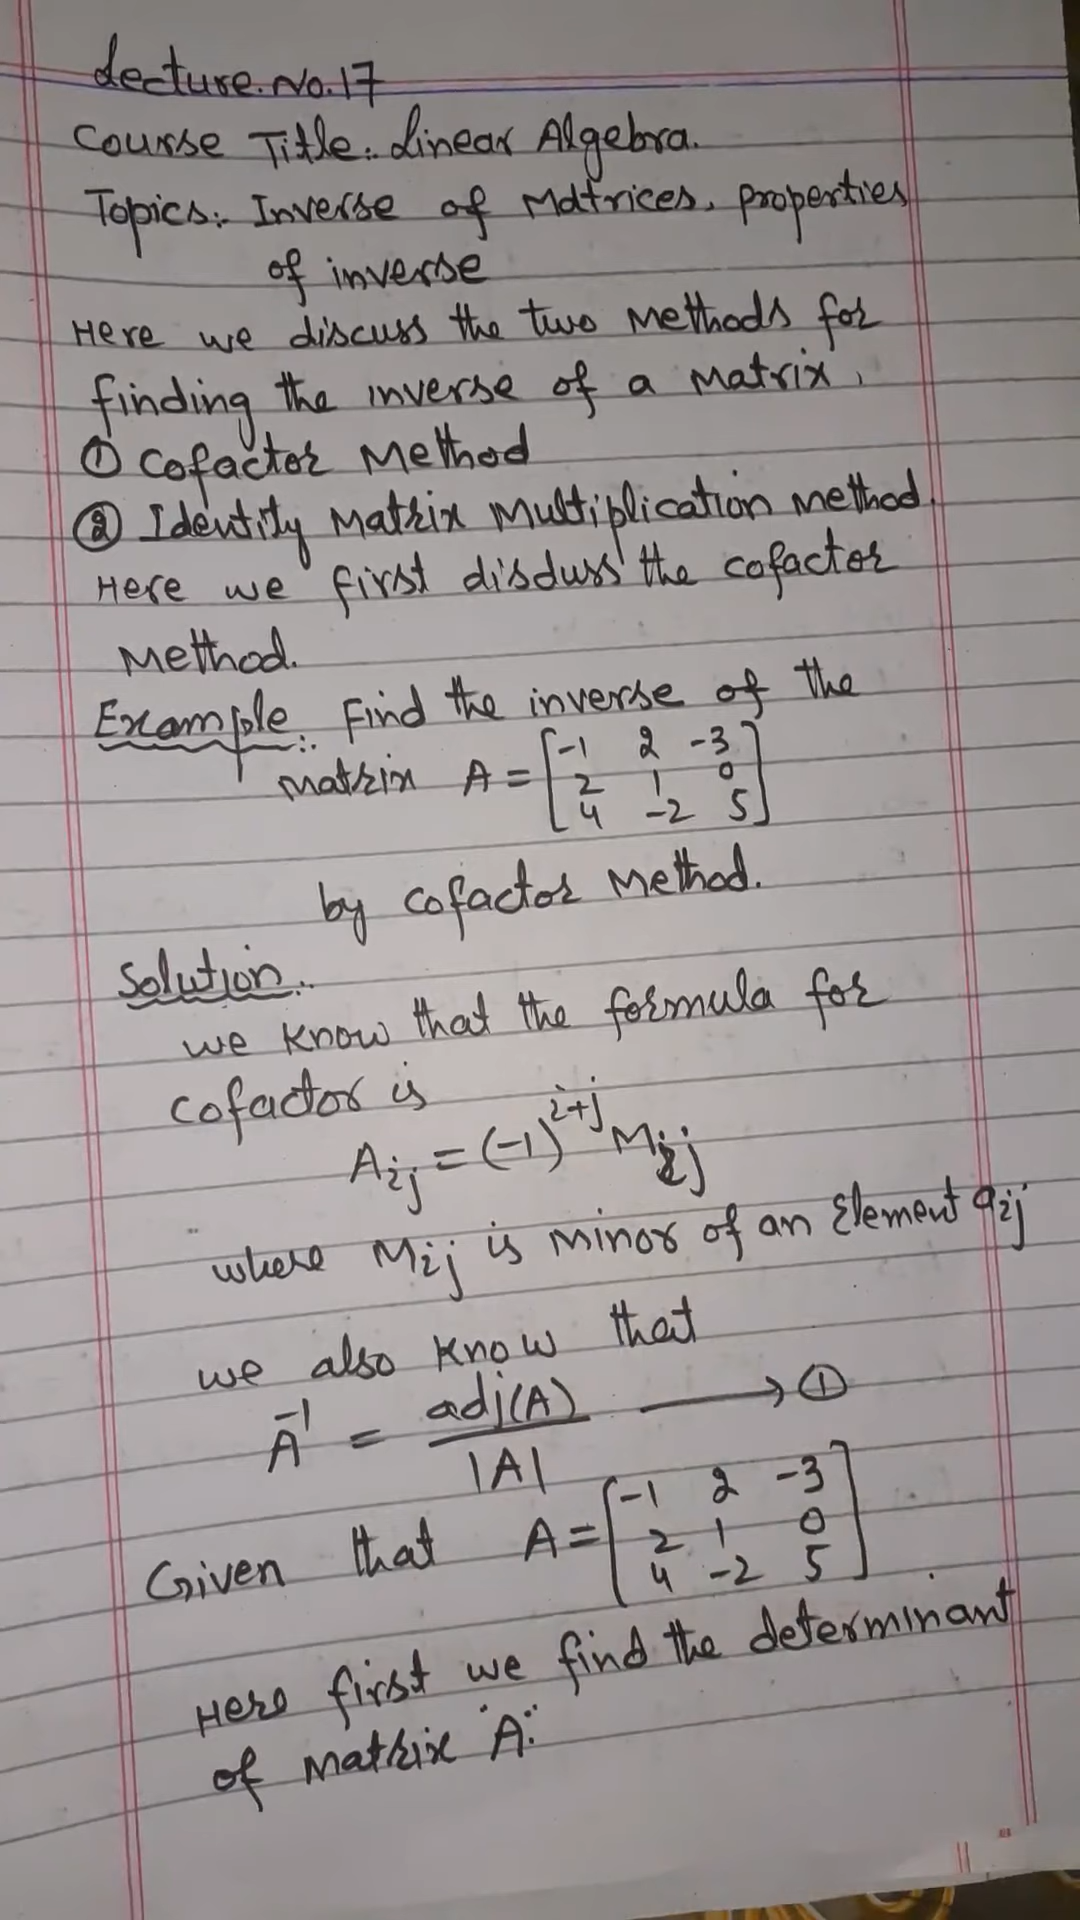 Lecture.No.17
Course Title:. Linear Algebra.
Topics:. Inverse of Matrices, properties
of inverse
Here we discuss the two Methods for
finding the inverse of a Matrix,
① Cofactor Method
② Identity Matrix Multiplication Method.
Here we first disduss the cofactor
Method.
Example:. Find the inverse of the
Matrix A = [-1 2 -3
2 1 0
4 -2 5]
by cofactor Method.
Solution:.
we know that the formula for
cofactor is
Aij = (-1)^i+j Mij
where Mij is minor of an Element aij
we also know that
A^-1 = adj(A) / |A| → ①
Given that A = [-1 2 -3
2 1 0
4 -2 5]
Here first we find the determinant
of Matrix "A:"